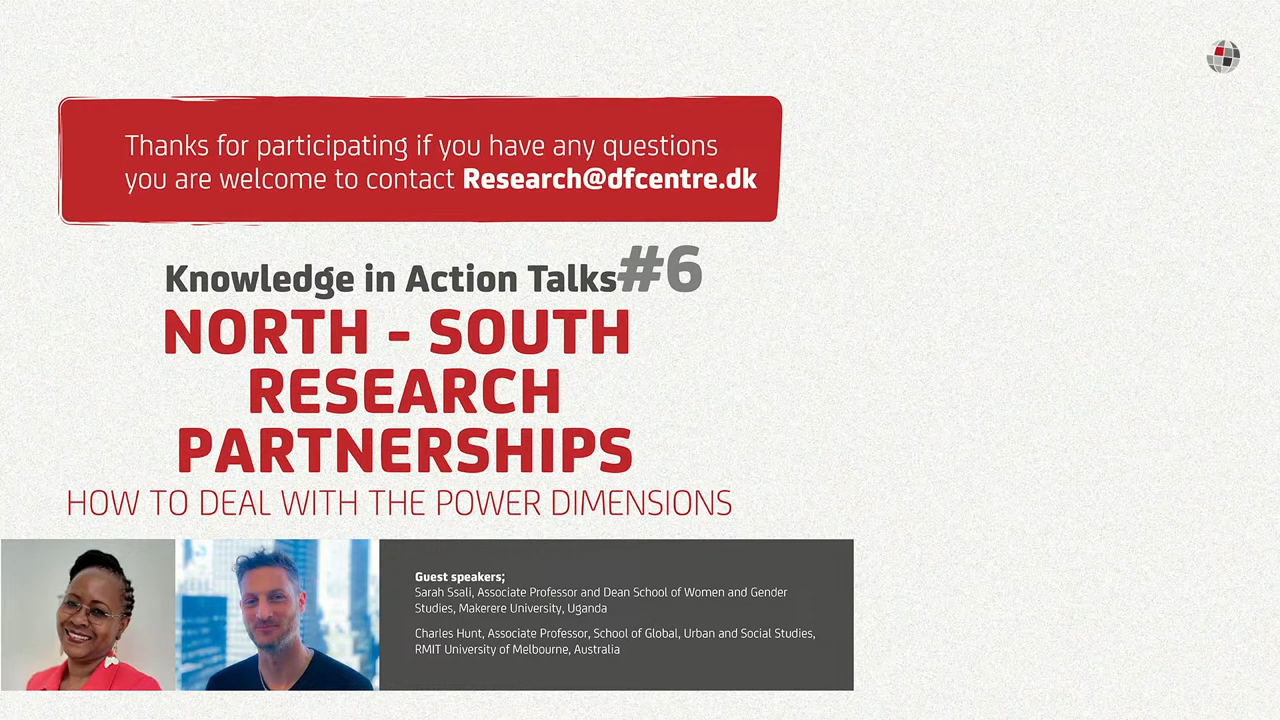 Thanks for participating if you have any questions
you are welcome to contact Research@dfcentre.dk
Knowledge in Action Talks#6
NORTH - SOUTH
RESEARCH
PARTNERSHIPS
HOW TO DEAL WITH THE POWER DIMENSIONS
Guest speakers;
Sarah Ssali, Associate Professor and Dean School of Women and Gender
Studies, Makerere University, Uganda
Charles Hunt, Associate Professor, School of Global, Urban and Social Studies,
RMIT University of Melbourne, Australia